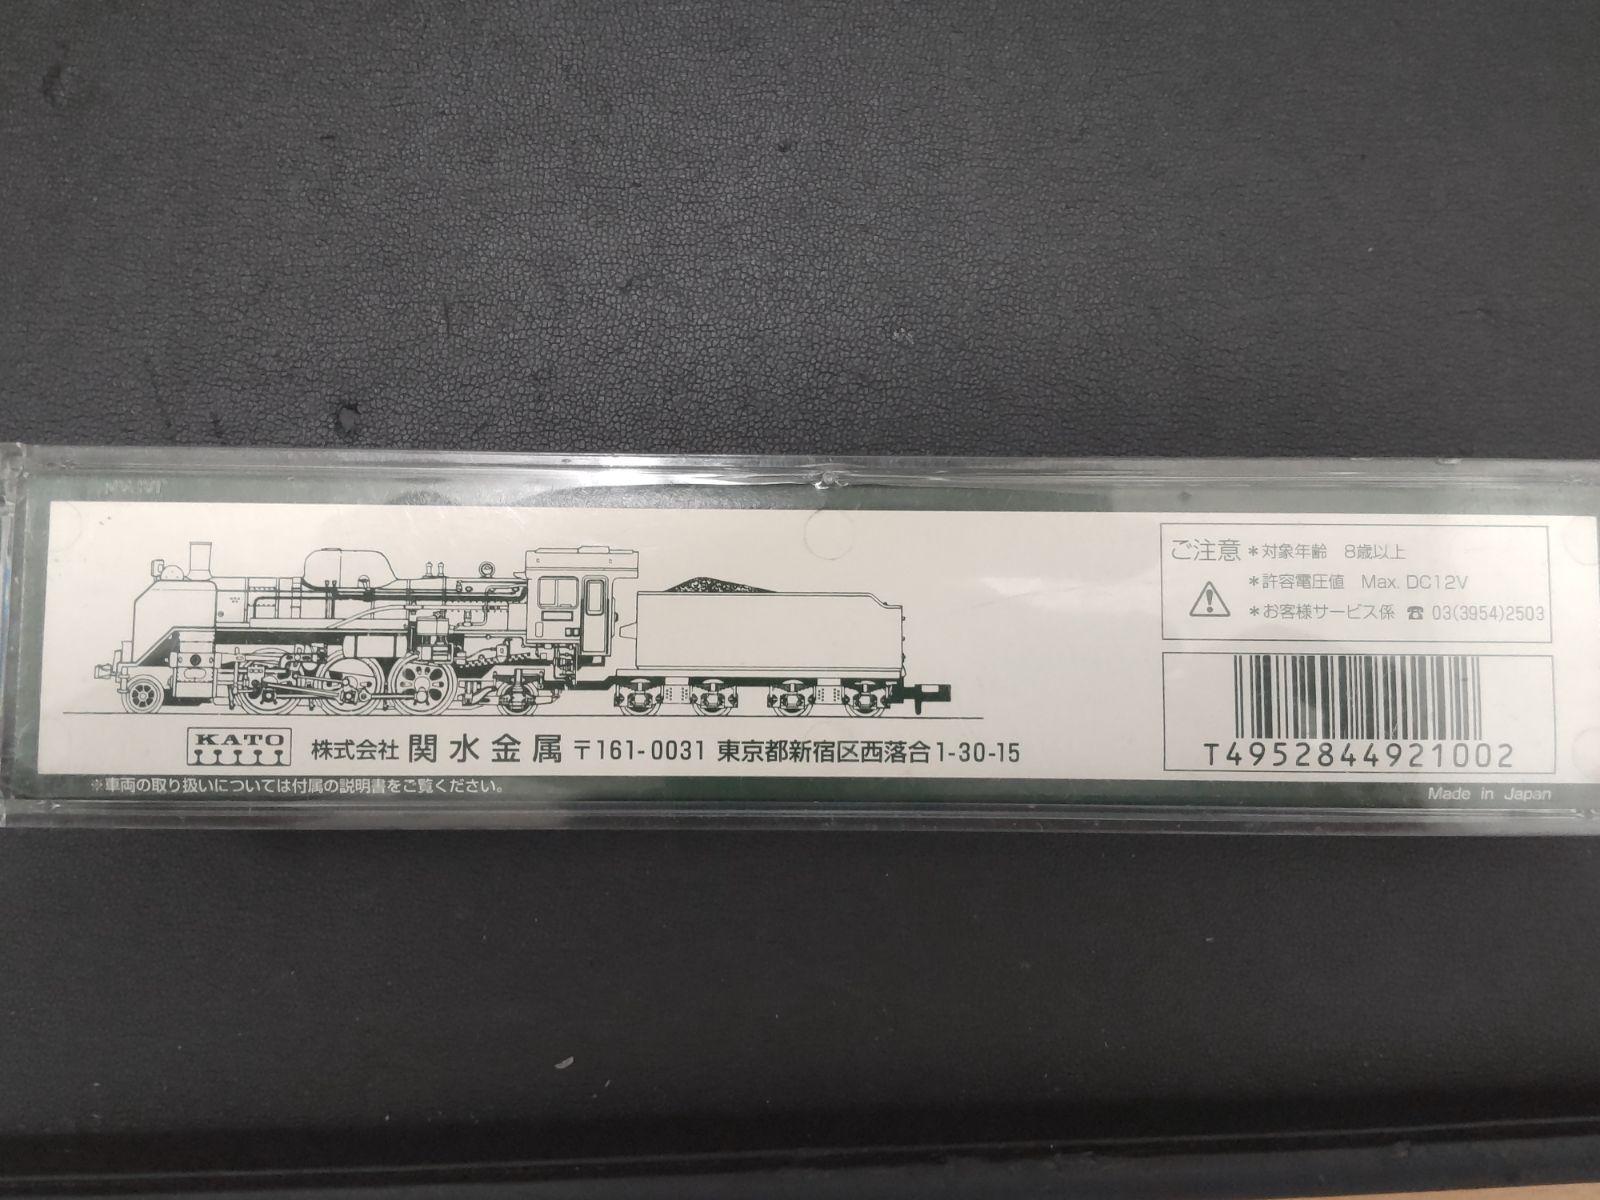 ご注意 *対象年齢 8歳以上
*許容電圧値 Max. DC12V
*お客様サービス係 ☎ 03(3954)2503
T4952844921002
KATO 株式会社 関水金属 〒161-0031 東京都新宿区西落合1-30-15
※車両の取り扱いについては付属の説明書をご覧ください。
Made in Japan